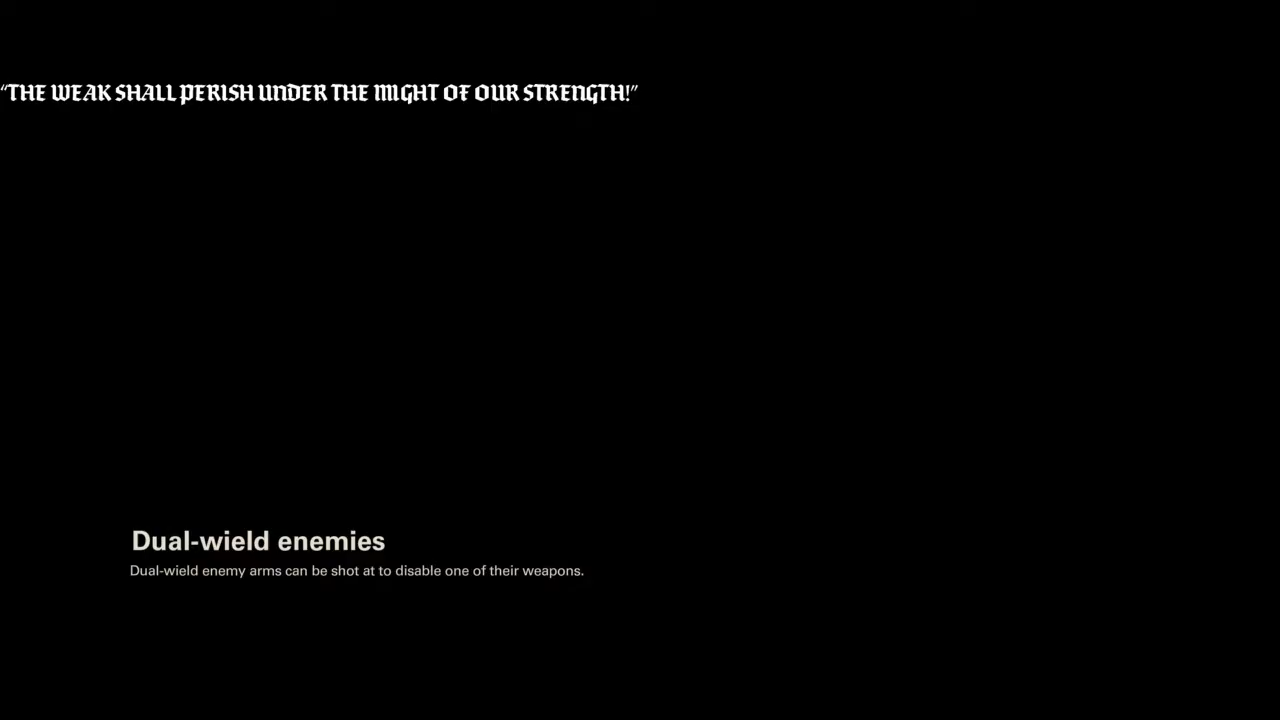 “THE WEAK SHALL PERISH UNDER THE MIGHT OF OUR STRENGTH!”
Dual-wield enemies
Dual-wield enemy arms can be shot at to disable one of their weapons.